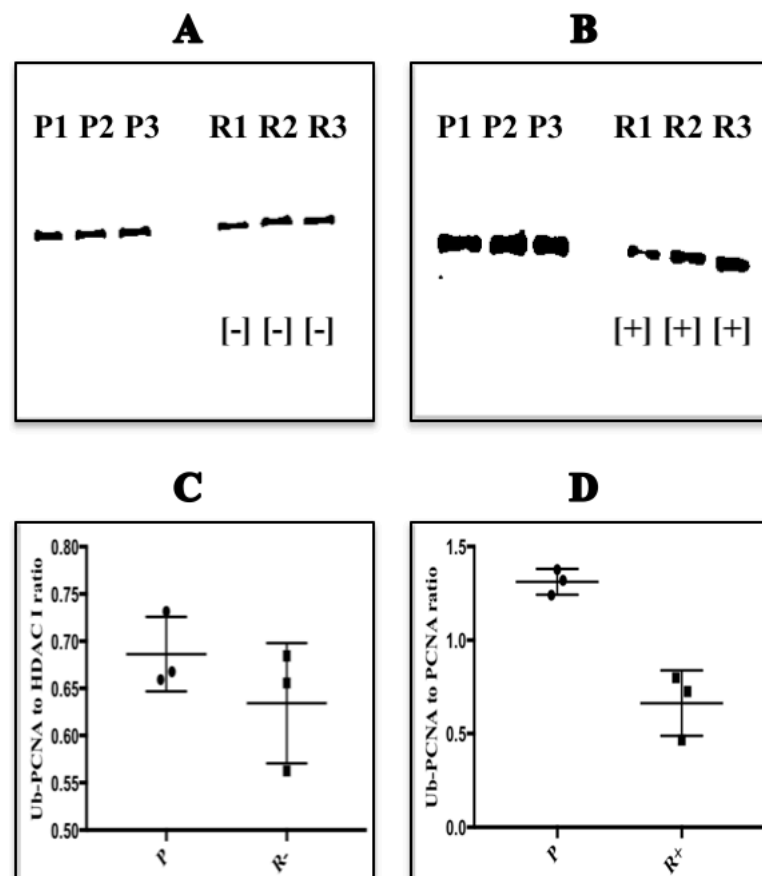 A
P1 P2 P3 R1 R2 R3
[-] [-] [-]
B
P1 P2 P3 R1 R2 R3
[+] [+] [+]
C
Ub-PCNA to HDAC I ratio
0.80
0.75
0.70
0.65
0.60
0.55
0.50
P R-
D
Ub-PCNA to PCNA ratio
1.5
1.0
0.5
0.0
P R+